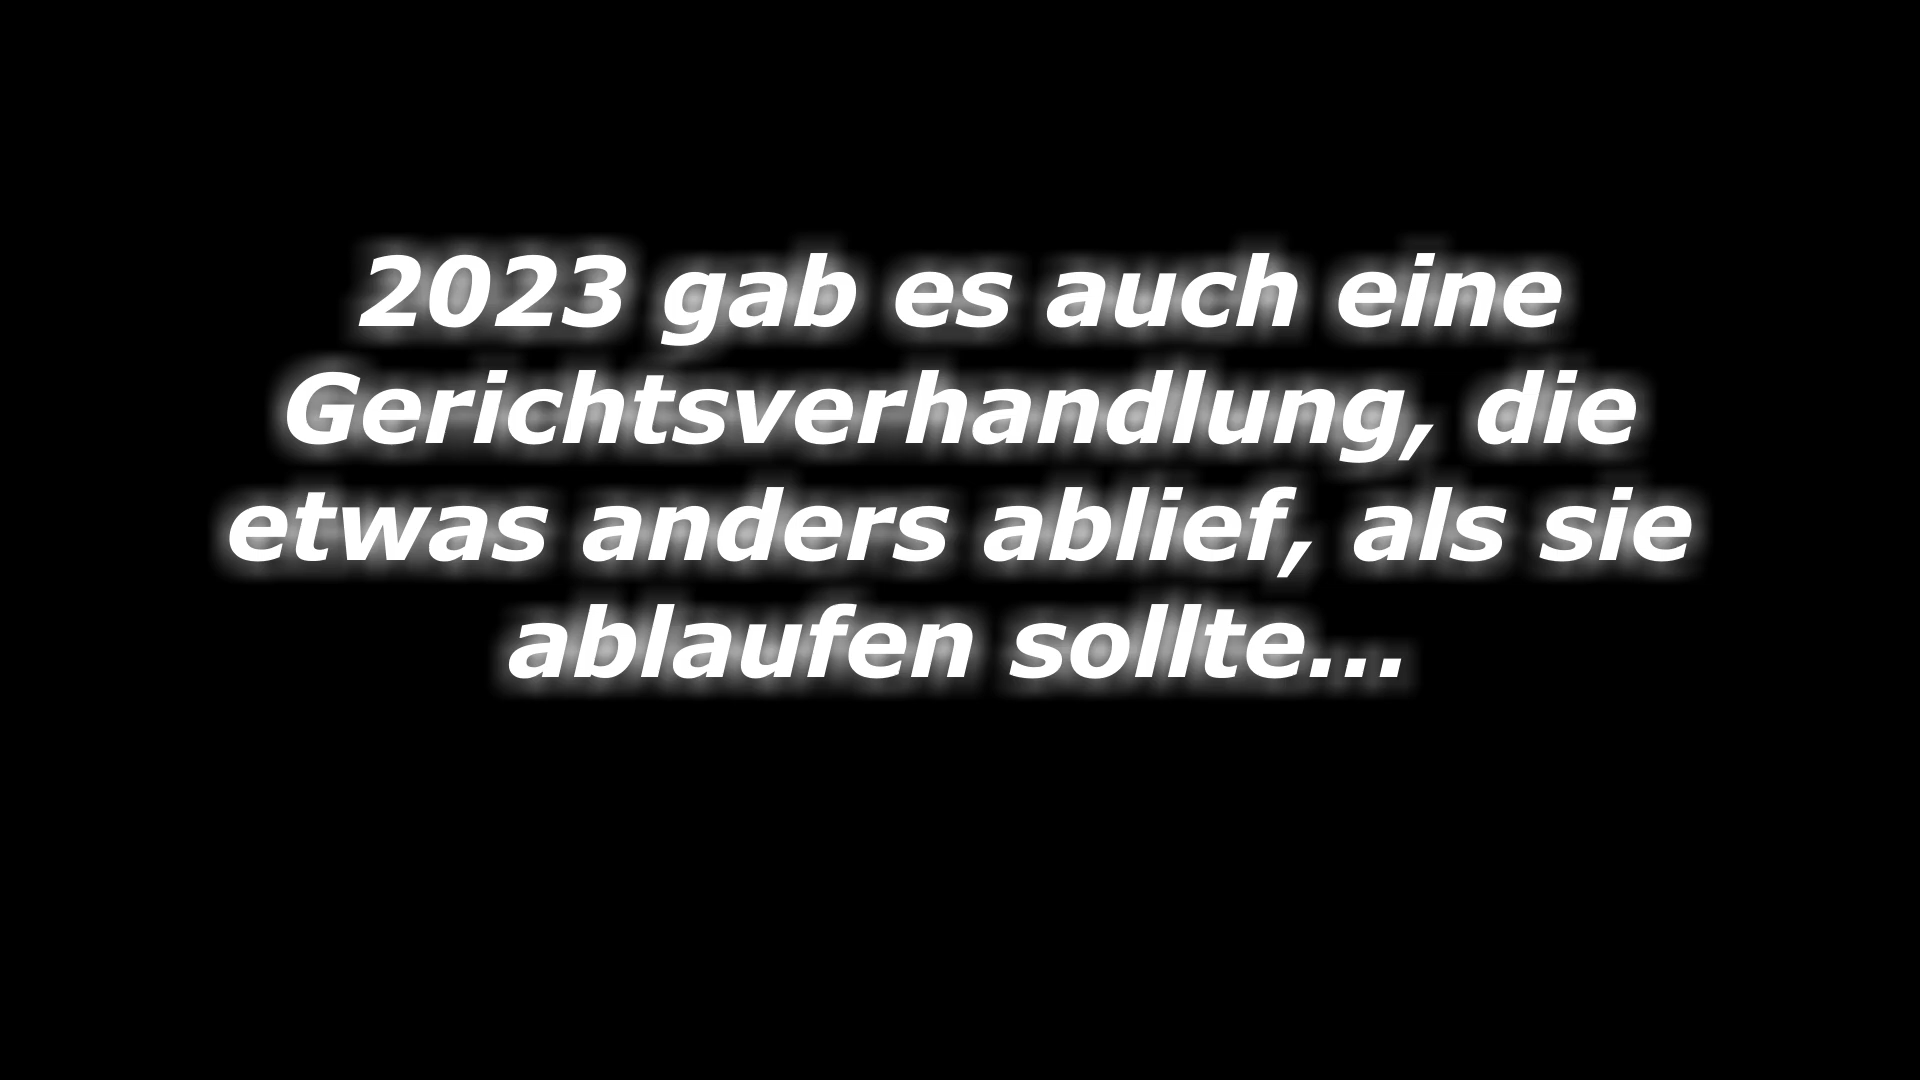 2023 gab es auch eine
Gerichtsverhandlung, die
etwas anders ablief, als sie
ablaufen sollte...